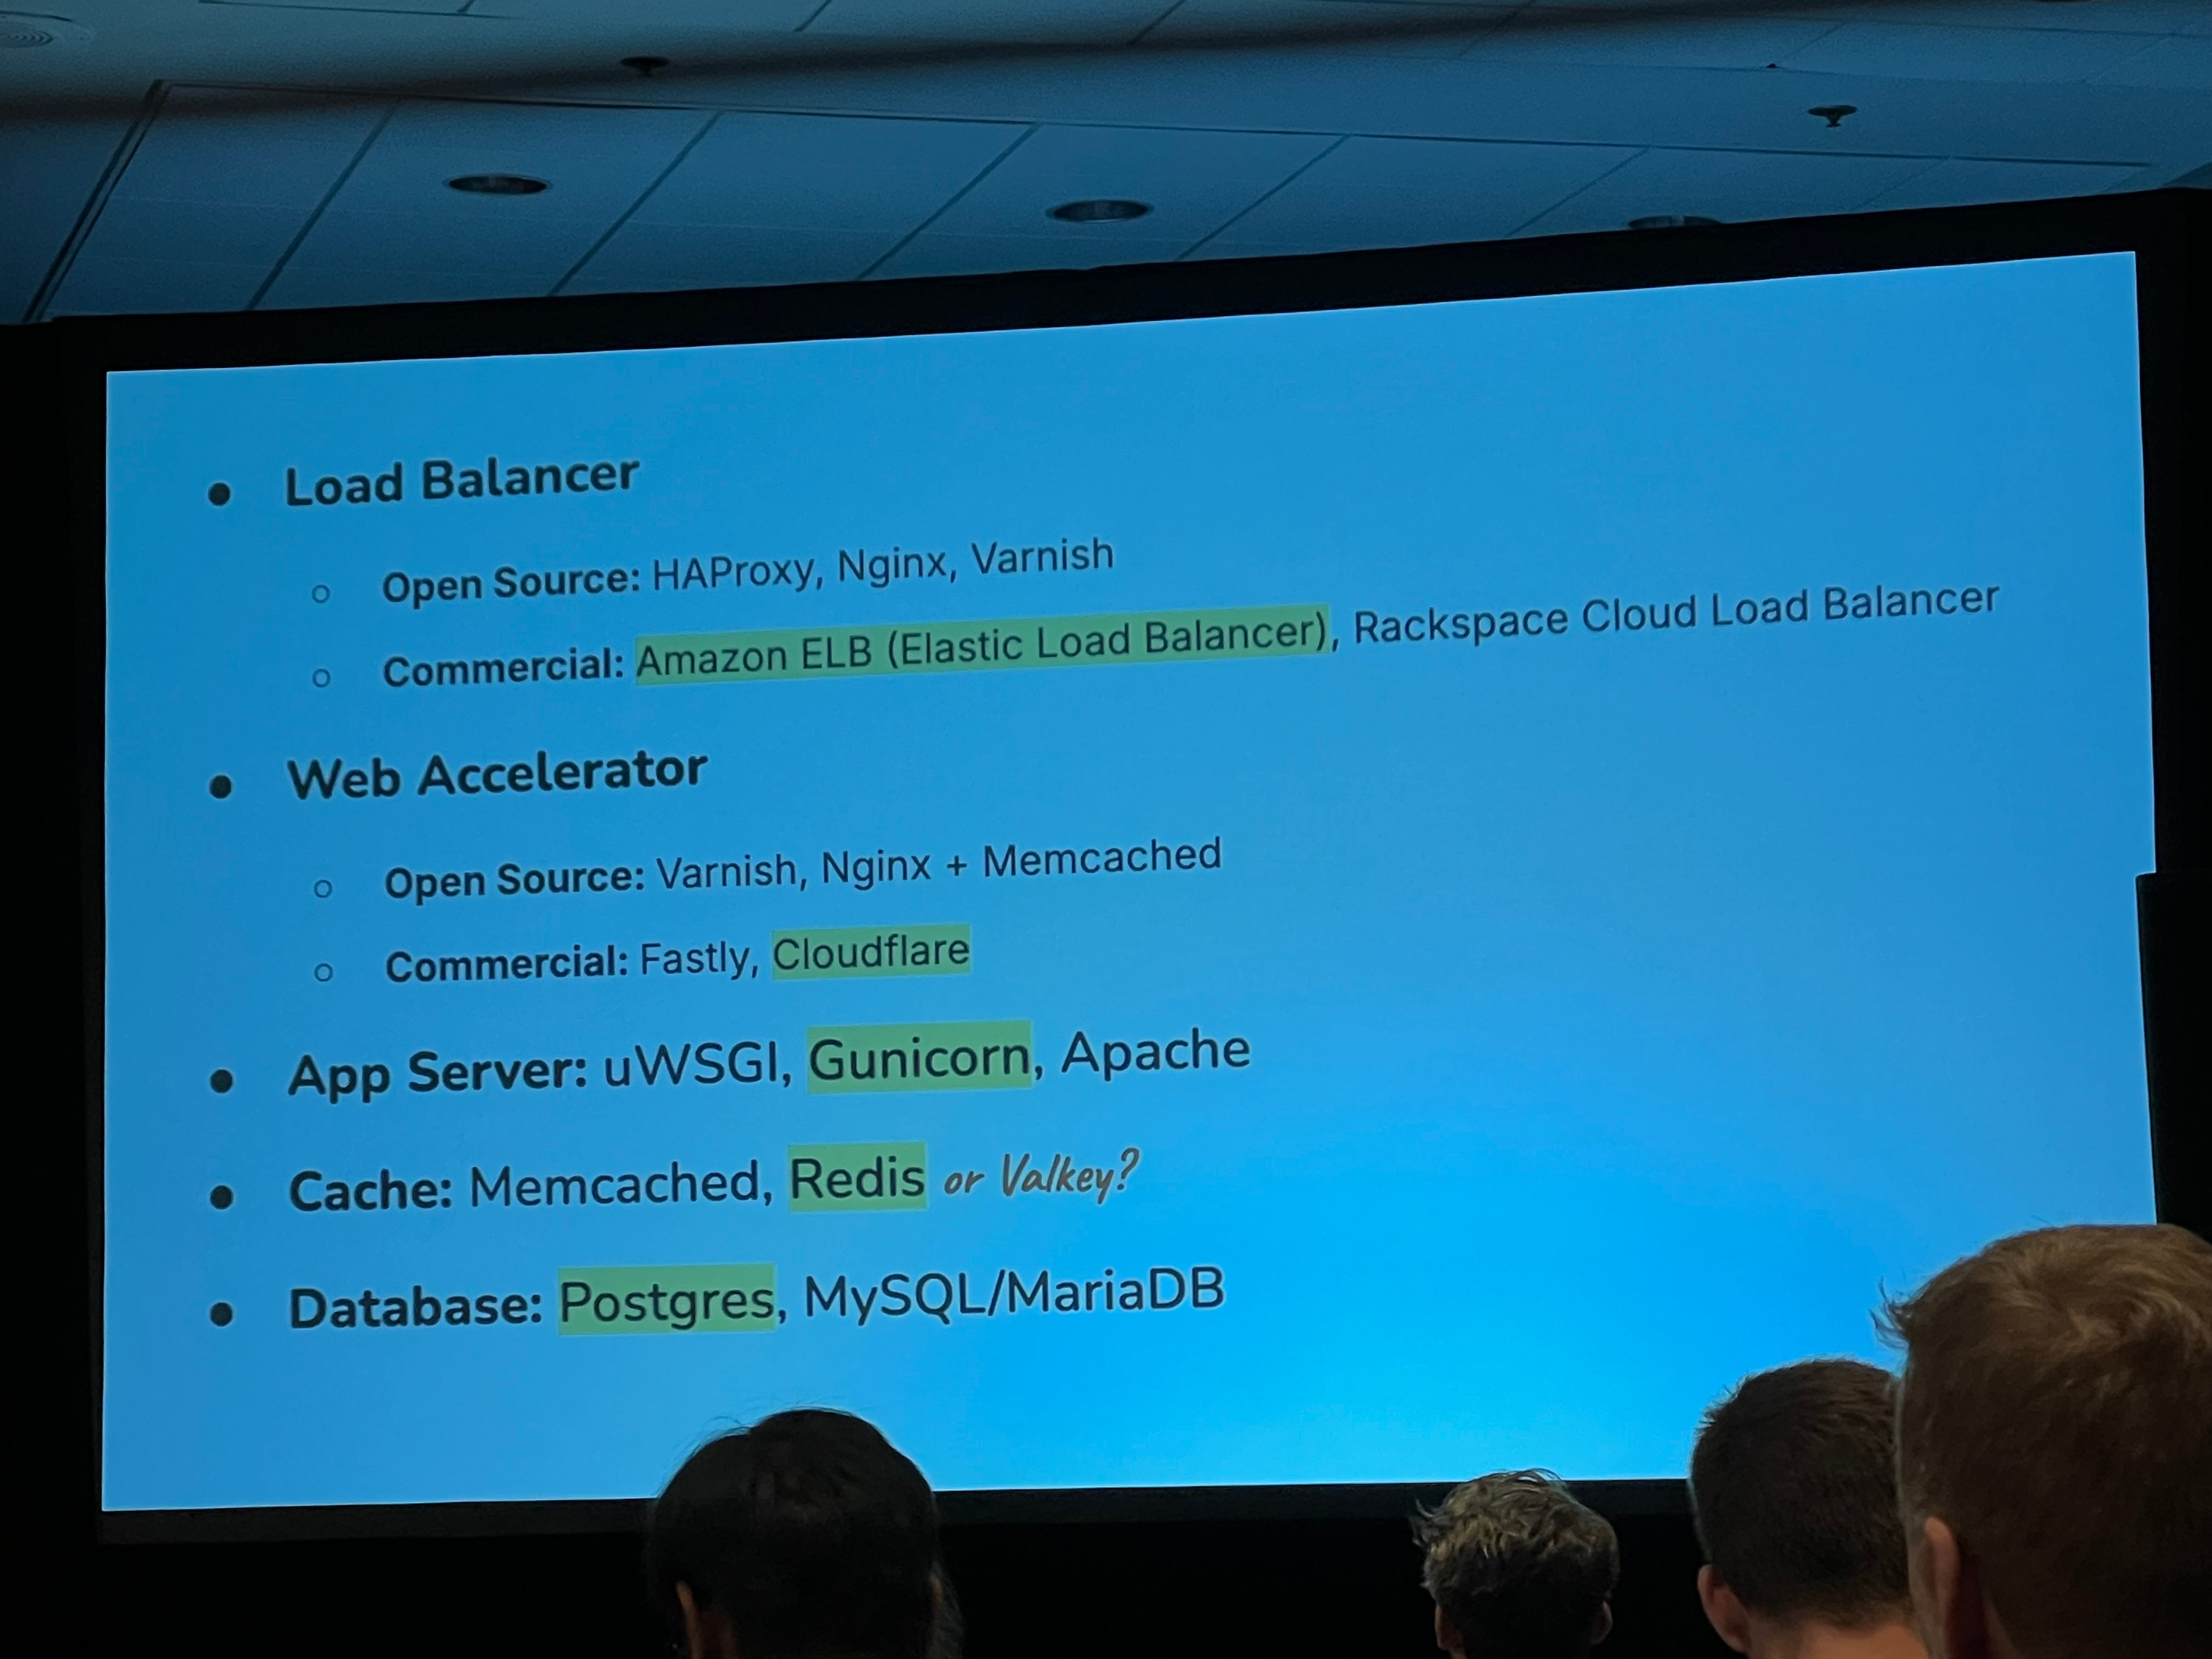 ● Load Balancer
○ Open Source: HAProxy, Nginx, Varnish
○ Commercial: Amazon ELB (Elastic Load Balancer), Rackspace Cloud Load Balancer
● Web Accelerator
○ Open Source: Varnish, Nginx + Memcached
○ Commercial: Fastly, Cloudflare
● App Server: uWSGI, Gunicorn, Apache
● Cache: Memcached, Redis or Valkey?
● Database: Postgres, MySQL/MariaDB